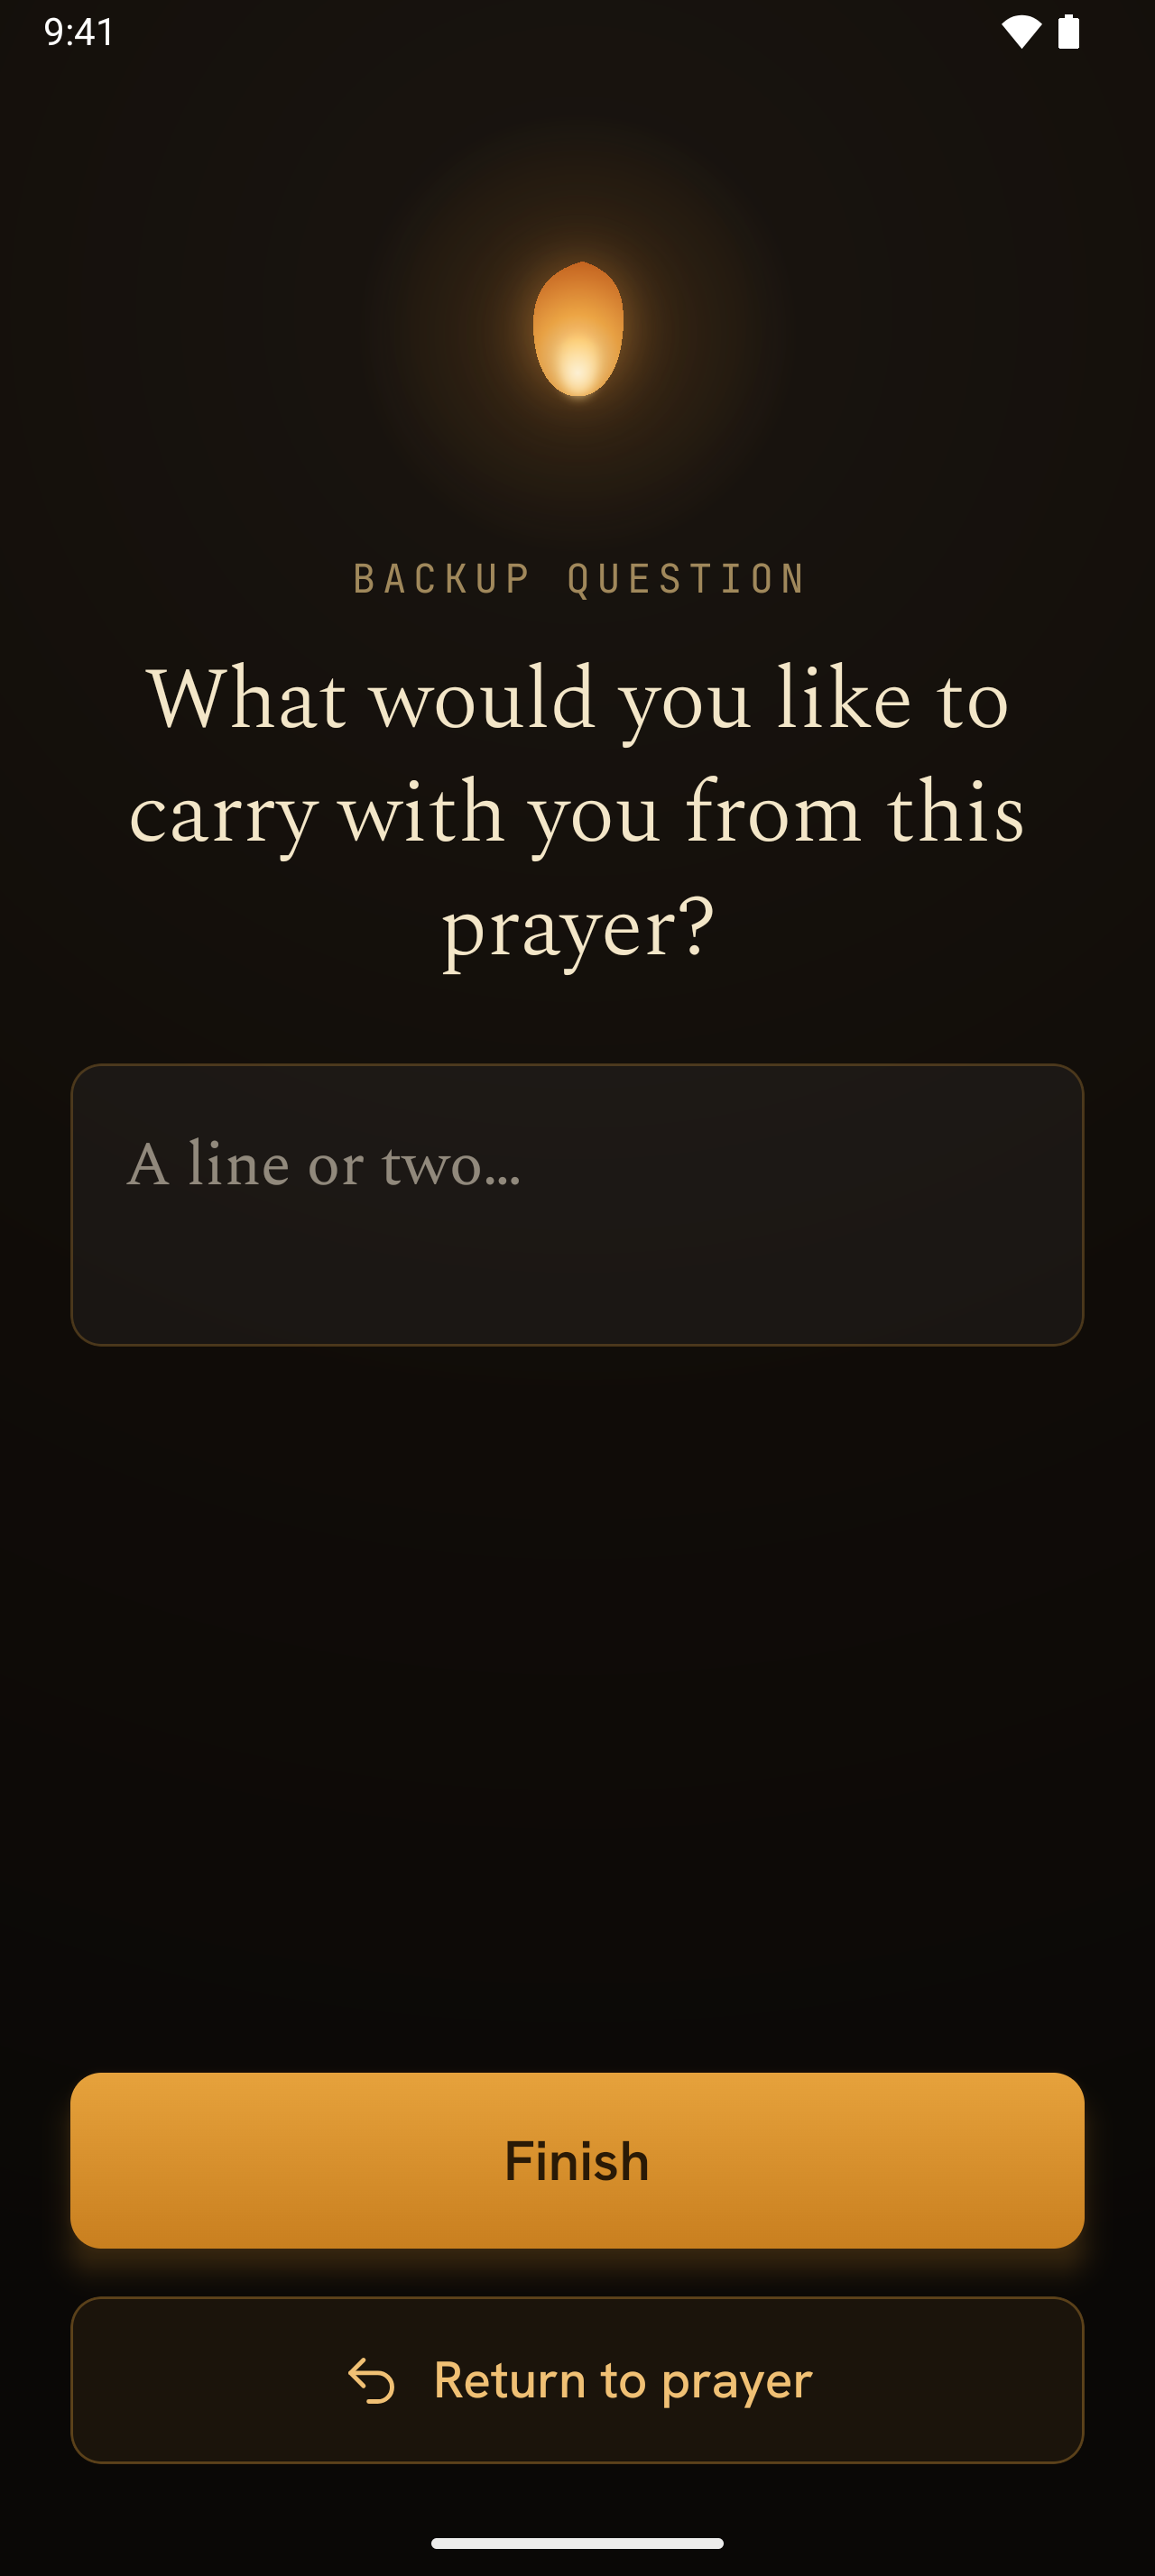 9:41
BACKUP QUESTION
What would you like to
carry with you from this
prayer?
A line or two…
Finish
Return to prayer